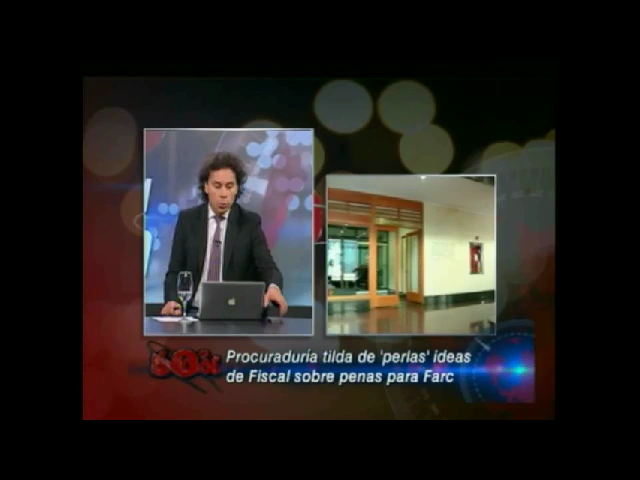 Procuraduría tilda de 'perlas' ideas
de Fiscal sobre penas para Farc